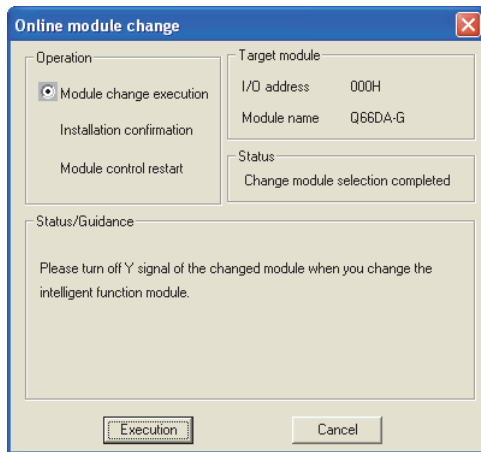 Online module change
Operation
Module change execution
Installation confirmation
Module control restart
Target module
I/O address 000H
Module name Q66DA-G
Status
Change module selection completed
Status/Guidance
Please turn off Y signal of the changed module when you change the
intelligent function module.
Execution
Cancel